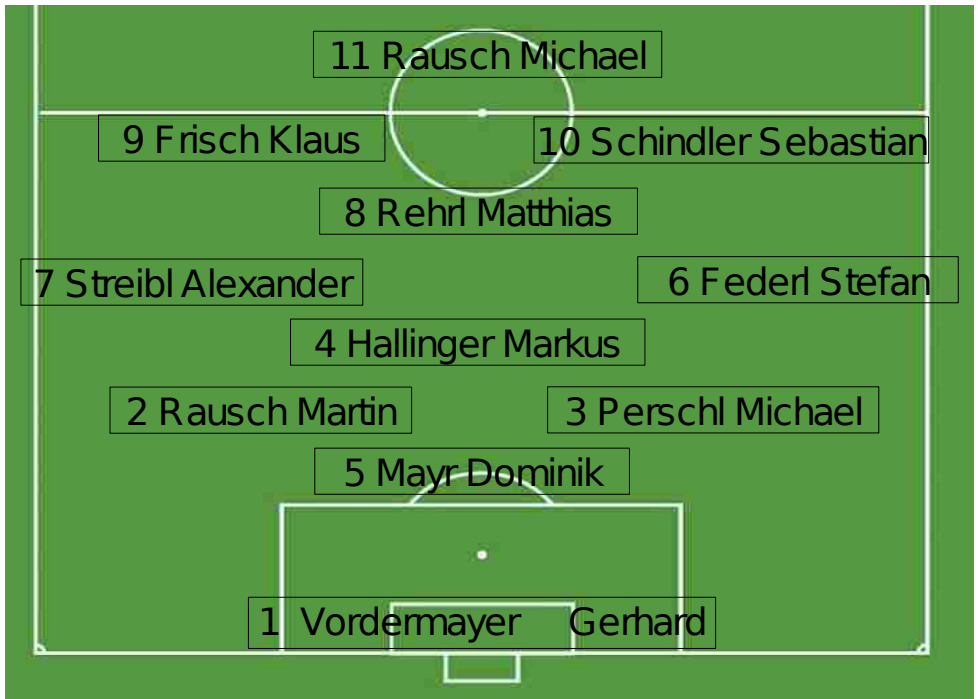 11 Rausch Michael
9 Frisch Klaus
10 Schindler Sebastian
8 Rehrl Matthias
7 Streibl Alexander
6 Federl Stefan
4 Hallinger Markus
2 Rausch Martin
3 Perschl Michael
5 Mayr Dominik
1 Vordermayer Gerhard